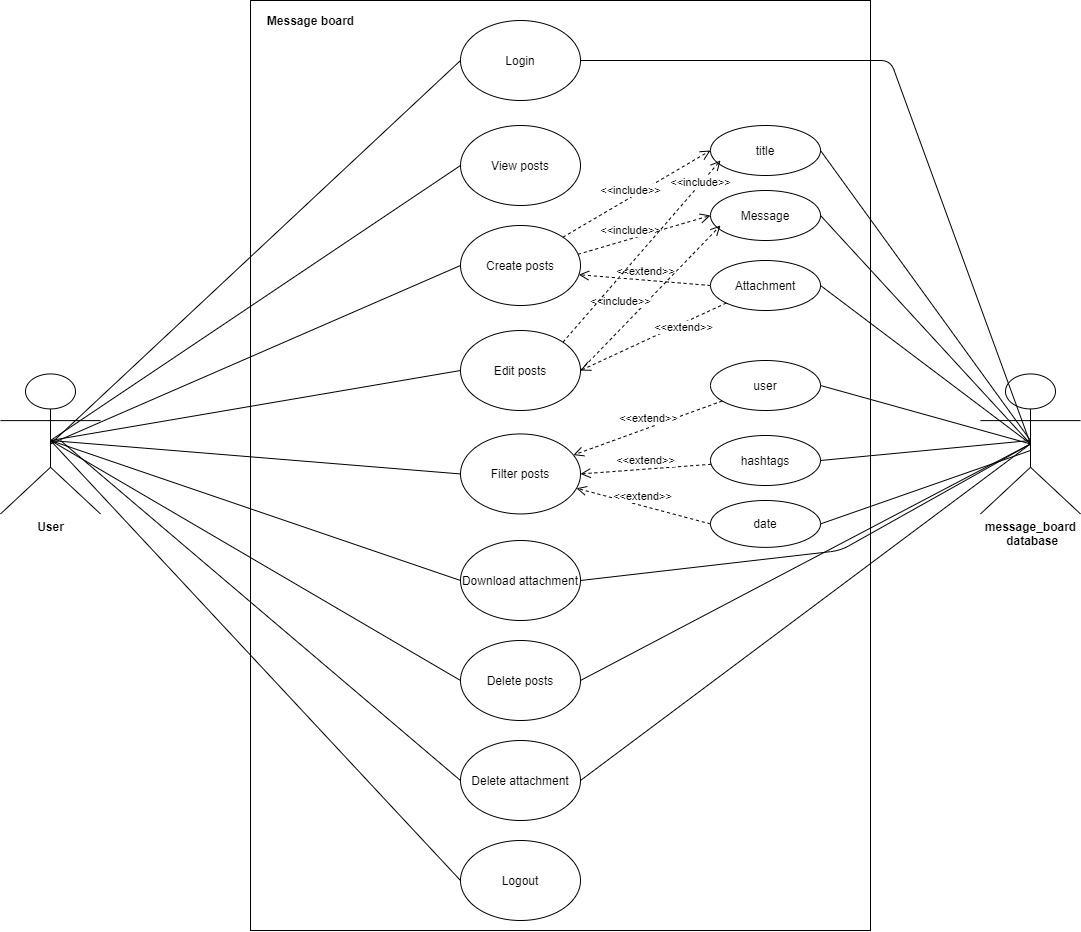 Message board
Login
View posts
title
<<include>>
<<include>>
Message
<<include>>
Create posts
<<extend>>
Attachment
<<include>>
<<extend>>
Edit posts
user
<<extend>>
Filter posts
<<extend>>
hashtags
<<extend>>
date
User
message_board
database
Download attachment
Delete posts
Delete attachment
Logout